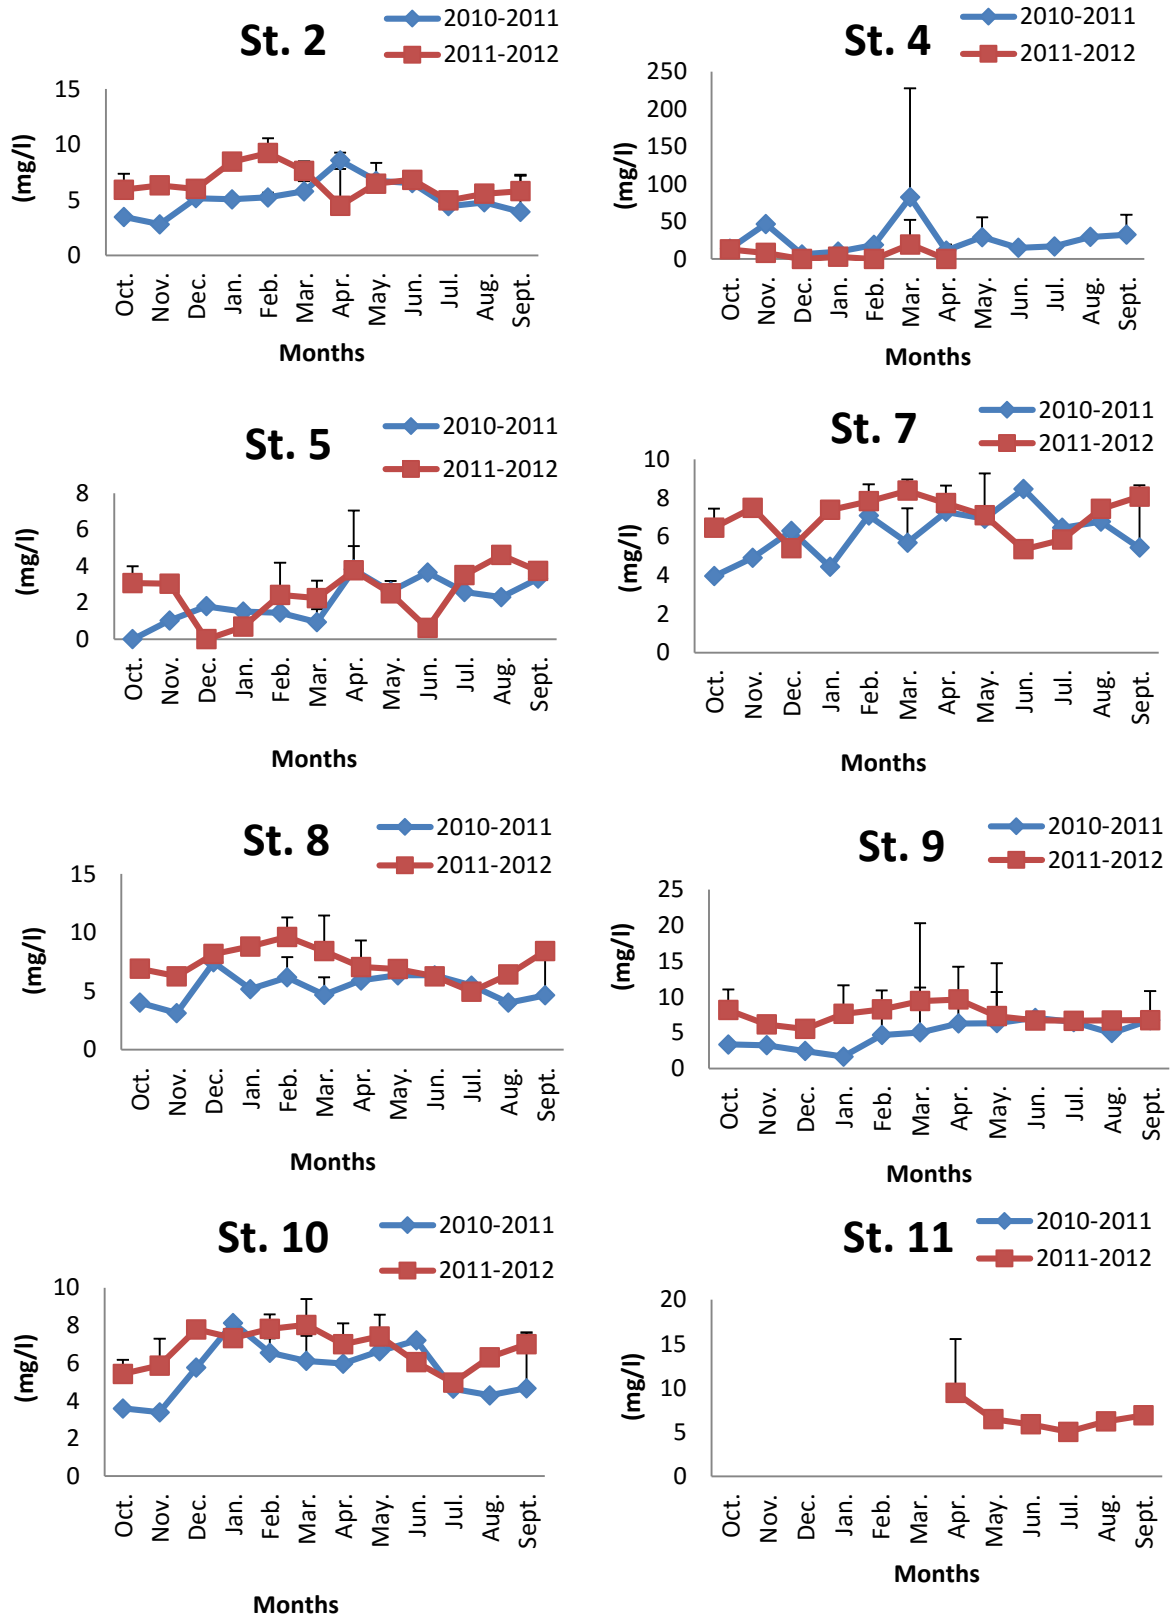 St. 2
2010-2011
2011-2012
(mg/l)
15
10
5
0
Oct.
Nov.
Dec.
Jan.
Feb.
Mar.
Apr.
May.
Jun.
Jul.
Aug.
Sept.
Months
St. 4
2010-2011
2011-2012
(mg/l)
250
200
150
100
50
0
Oct.
Nov.
Dec.
Jan.
Feb.
Mar.
Apr.
May.
Jun.
Jul.
Aug.
Sept.
Months
St. 5
2010-2011
2011-2012
(mg/l)
8
6
4
2
0
Oct.
Nov.
Dec.
Jan.
Feb.
Mar.
Apr.
May.
Jun.
Jul.
Aug.
Sept.
Months
St. 7
2010-2011
2011-2012
(mg/l)
10
8
6
4
2
0
Oct.
Nov.
Dec.
Jan.
Feb.
Mar.
Apr.
May.
Jun.
Jul.
Aug.
Sept.
Months
St. 8
2010-2011
2011-2012
(mg/l)
15
10
5
0
Oct.
Nov.
Dec.
Jan.
Feb.
Mar.
Apr.
May.
Jun.
Jul.
Aug.
Sept.
Months
St. 9
2010-2011
2011-2012
(mg/l)
25
20
15
10
5
0
Oct.
Nov.
Dec.
Jan.
Feb.
Mar.
Apr.
May.
Jun.
Jul.
Aug.
Sept.
Months
St. 10
2010-2011
2011-2012
(mg/l)
10
8
6
4
2
0
Oct.
Nov.
Dec.
Jan.
Feb.
Mar.
Apr.
May.
Jun.
Jul.
Aug.
Sept.
Months
St. 11
2010-2011
2011-2012
(mg/l)
20
15
10
5
0
Oct.
Nov.
Dec.
Jan.
Feb.
Mar.
Apr.
May.
Jun.
Jul.
Aug.
Sept.
Months